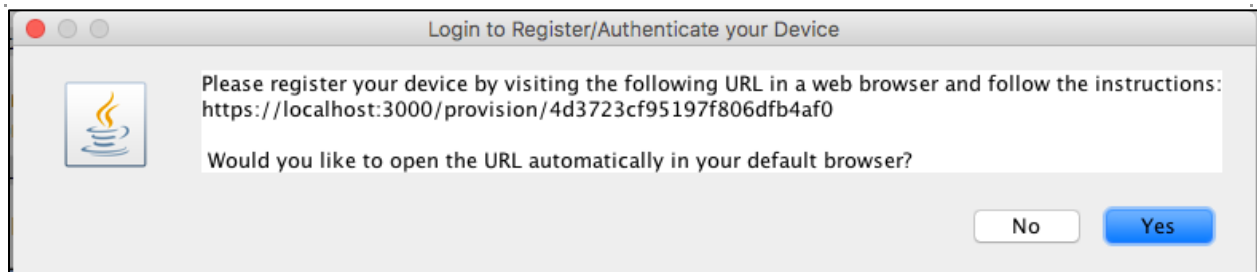 Login to Register/Authenticate your Device
Please register your device by visiting the following URL in a web browser and follow the instructions:
https://localhost:3000/provision/4d3723cf95197f806dfb4af0
Would you like to open the URL automatically in your default browser?
No Yes